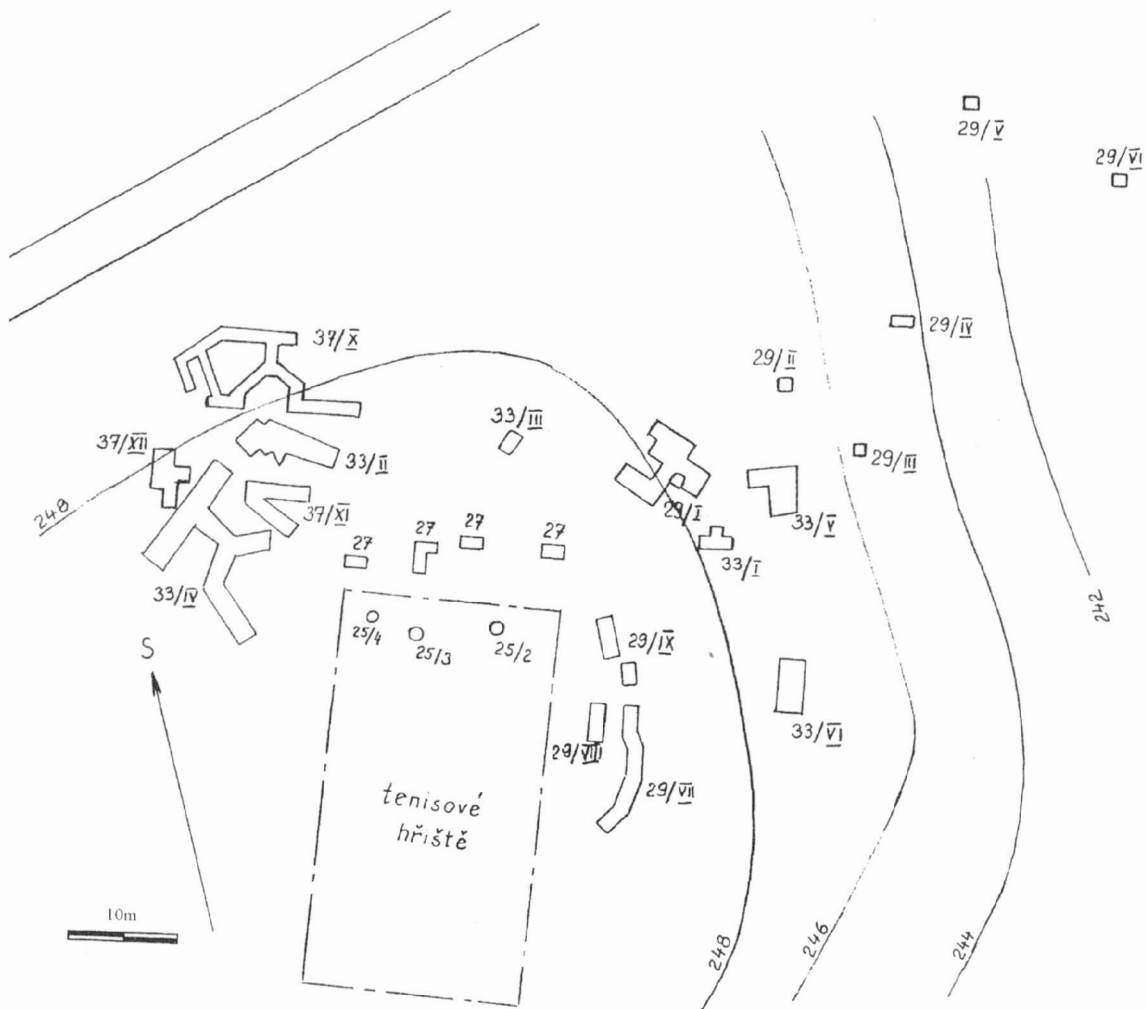 29/V
29/VI
29/IV
37/X
29/II
33/III
37/XII
33/II
29/III
248
37/XI
29/I
33/V
27
27
27
27
33/I
33/IV
242
25/4
25/3
25/2
29/IX
S
33/VI
29/VIII
29/VII
tenisové
hřiště
10m
248
246
244